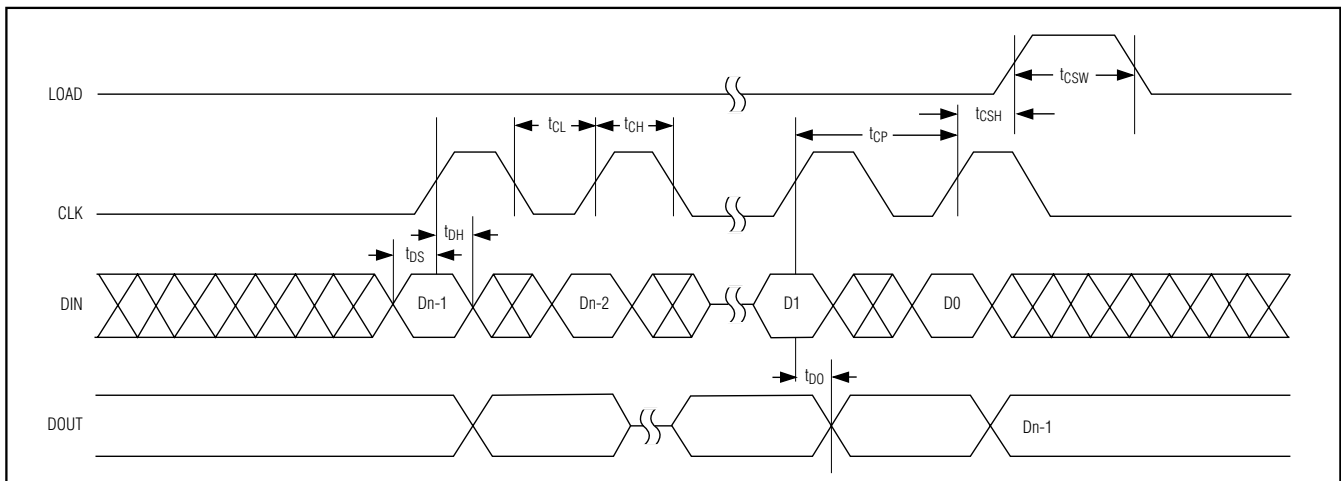 tCSW
LOAD
tCSH
tCL
tCH
tCP
CLK
tDH
tDS
DIN
Dn-1
Dn-2
D1
D0
tD0
DOUT
Dn-1